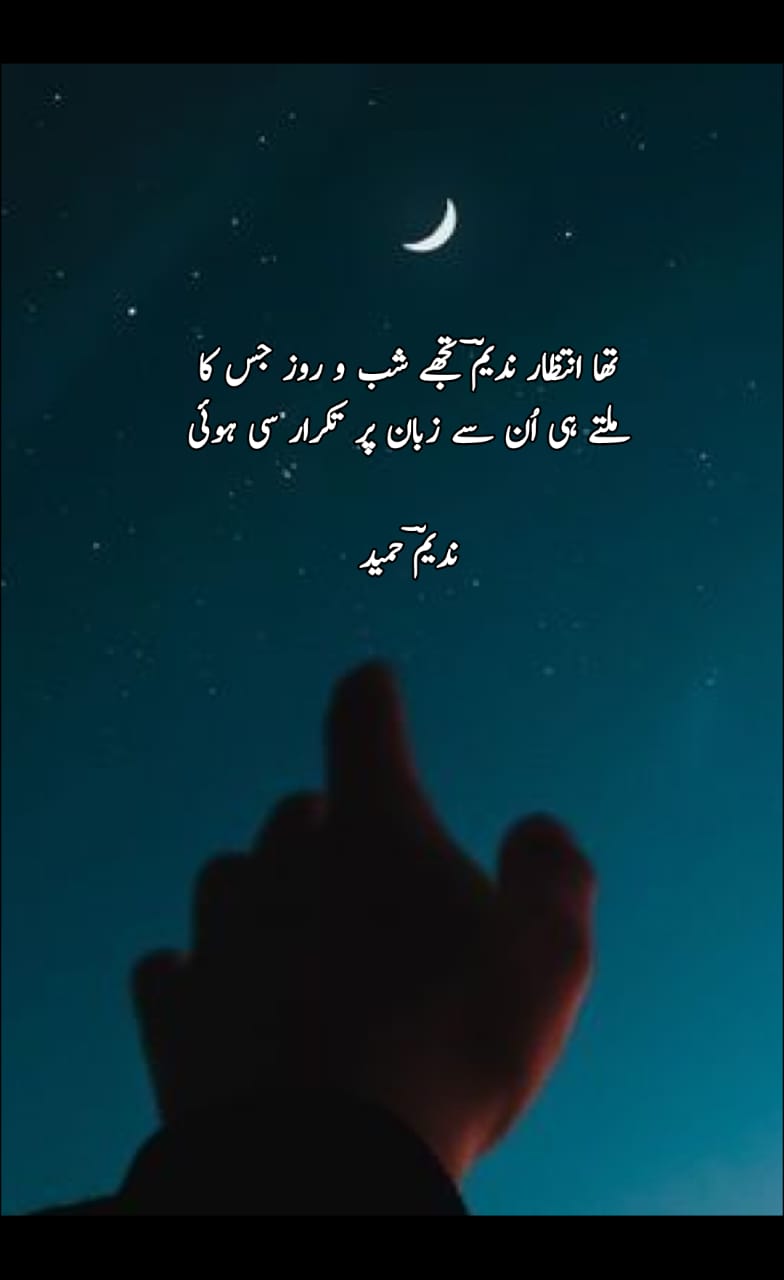 تھا انتظار ندیمؔ تجھے شب و روز جس کا
ملتے ہی اُن سے زبان پر تکرار سی ہوئی
ندیمؔ حمید